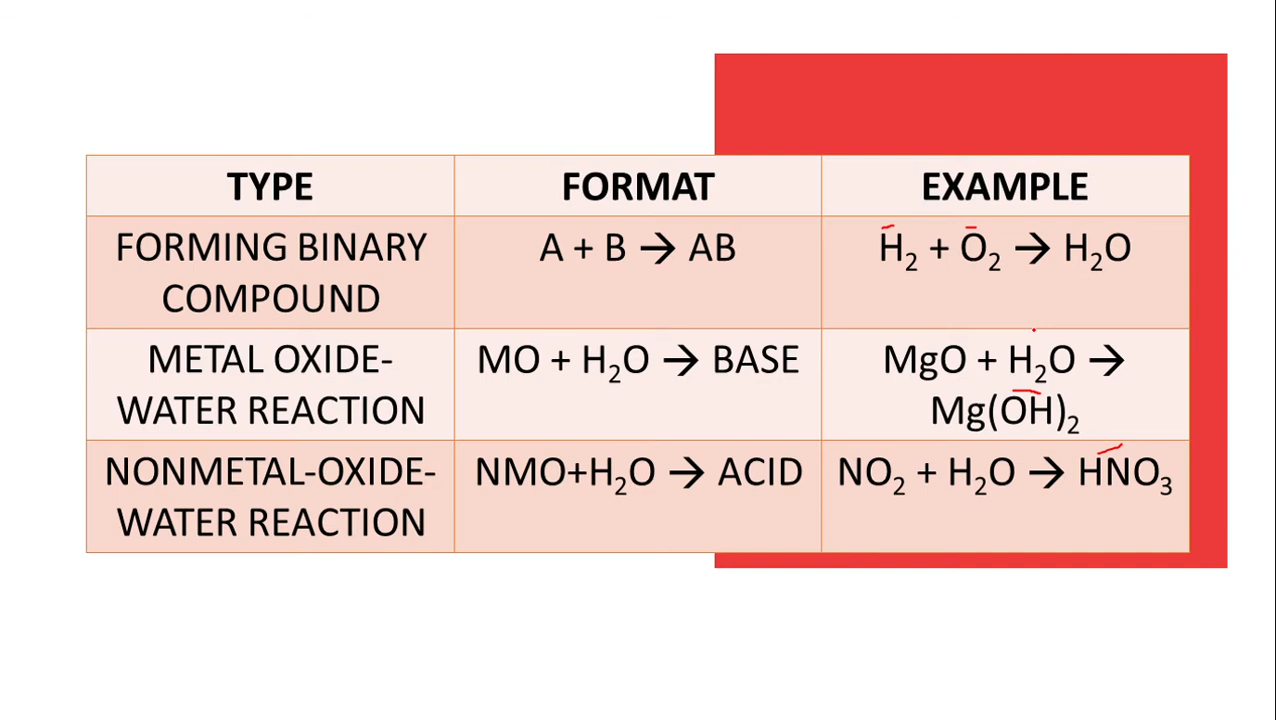 TYPE FORMAT EXAMPLE
FORMING BINARY
COMPOUND
A + B → AB
H₂ + O₂ → H₂O
METAL OXIDE-
WATER REACTION
MO + H₂O → BASE
MgO + H₂O →
Mg(OH)₂
NONMETAL-OXIDE-
WATER REACTION
NMO+H₂O → ACID
NO₂ + H₂O → HNO₃